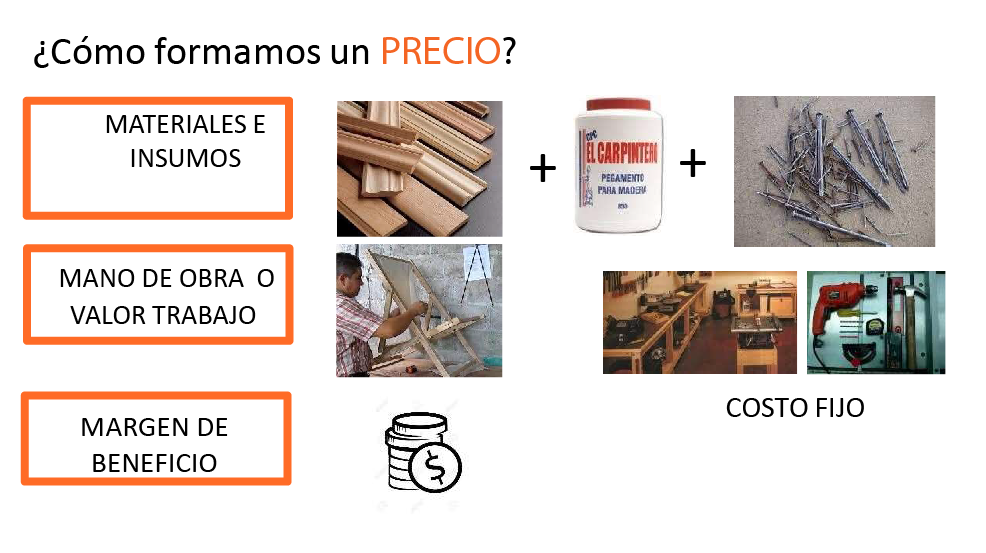 ¿Cómo formamos un PRECIO?
MATERIALES E
INSUMOS
CPC
EL CARPINTERO
PEGAMENTO
PARA MADERA
MANO DE OBRA O
VALOR TRABAJO
COSTO FIJO
MARGEN DE
BENEFICIO